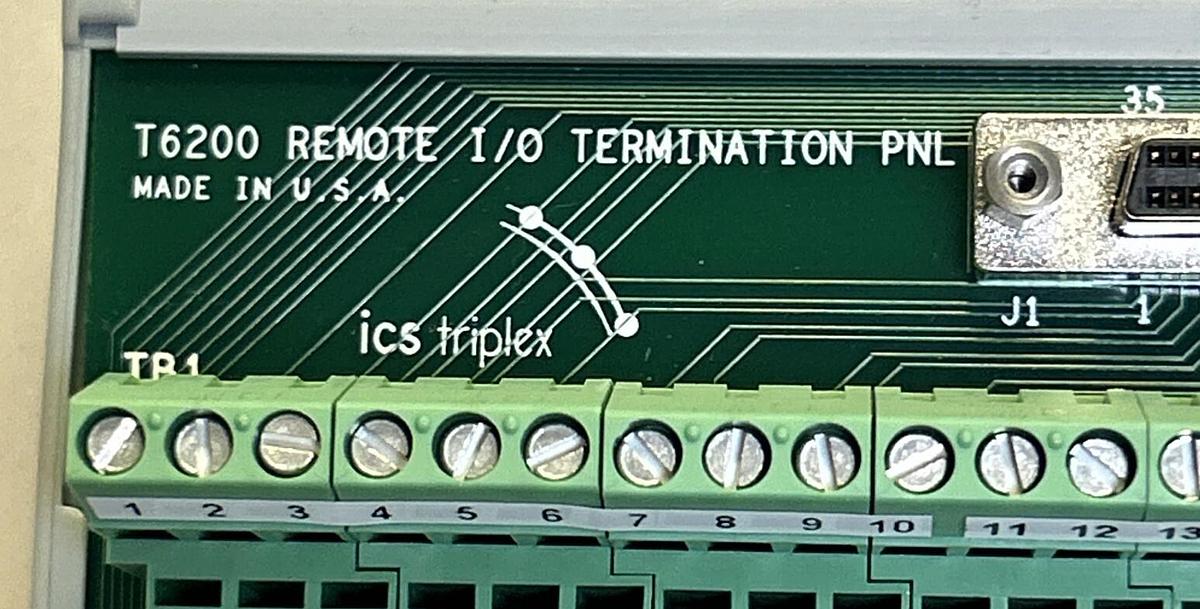 35
T6200 REMOTE I/O TERMINATION PNL
MADE IN U.S.A.
J1 1
ics triplex
TB1
1 2 3 4 5 6 7 8 9 10 11 12 13